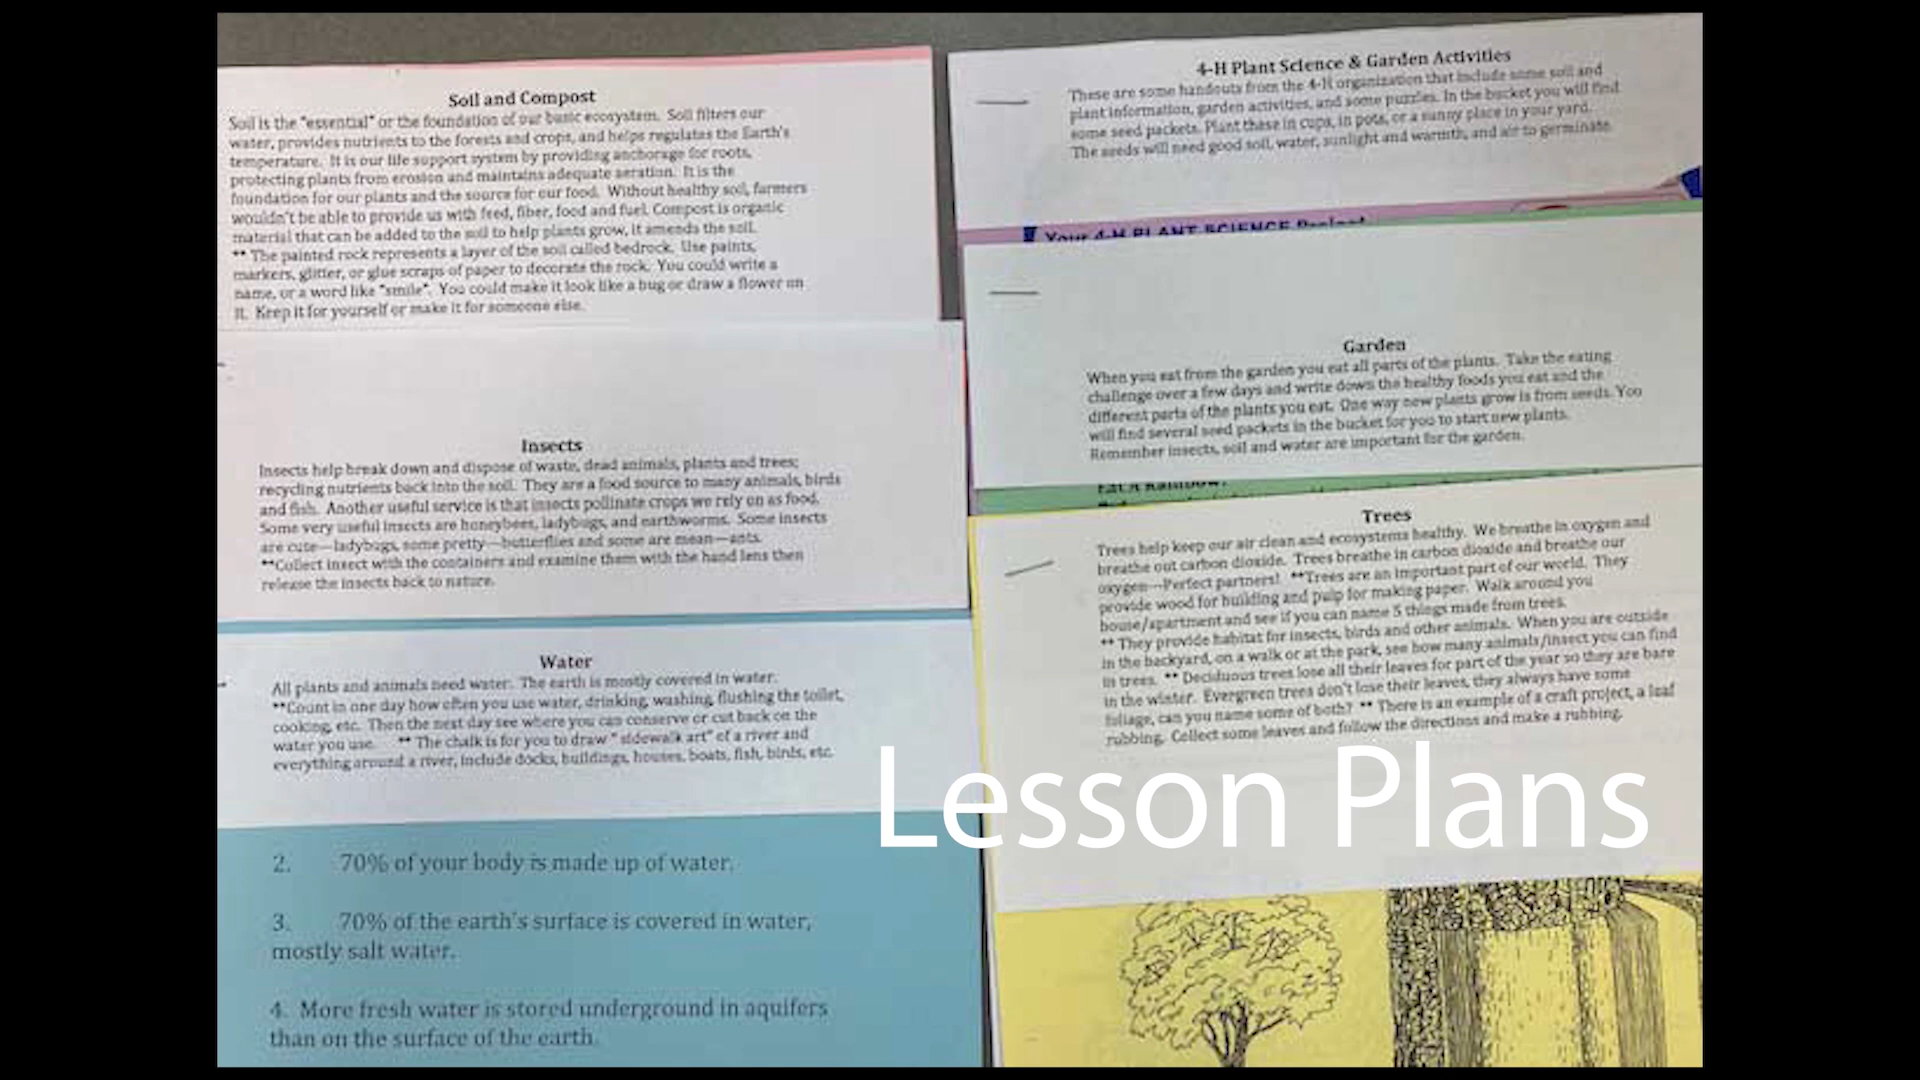 Soil and Compost
Soil is the "essential" or the foundation of our basic ecosystem. Soil filters our
water, provides nutrients to the forests and crops, and helps regulates the Earth's
temperature. It is our life support system by providing anchorage for roots,
protecting plants from erosion and maintains adequate aeration. It is the
foundation for our plants and the source for our food. Without healthy soil, farmers
wouldn't be able to provide us with feed, fiber, food and fuel. Compost is organic
material that can be added to the soil to help plants grow, it amends the soil.
** The painted rock represents a layer of the soil called bedrock. Use paints,
markers, glitter, or glue scraps of paper to decorate the rock. You could write a
name, or a word like "smile". You could make it look like a bug or draw a flower on
it. Keep it for yourself or make it for someone else.
Insects
Insects help break down and dispose of waste, dead animals, plants and trees;
recycling nutrients back into the soil. They are a food source to many animals, birds
and fish. Another useful service is that insects pollinate crops we rely on as food.
Some very useful insects are honeybees, ladybugs, and earthworms. Some insects
are cute—ladybugs, some pretty—butterflies and some are mean—ants.
**Collect insect with the containers and examine them with the hand lens then
release the insects back to nature.
Water
All plants and animals need water. The earth is mostly covered in water.
**Count in one day how often you use water, drinking, washing, flushing the toilet,
cooking, etc. Then the next day see where you can conserve or cut back on the
water you use. ** The chalk is for you to draw " sidewalk art" of a river and
everything around a river, include docks, buildings, houses, boats, fish, birds, etc.
2. 70% of your body is made up of water.
3. 70% of the earth's surface is covered in water,
mostly salt water.
4. More fresh water is stored underground in aquifers
than on the surface of the earth.
4-H Plant Science & Garden Activities
These are some handouts from the 4-H organization that include some soil and
plant information, garden activities, and some puzzles. In the bucket you will find
some seed packets. Plant these in cups, in pots, or a sunny place in your yard.
The seeds will need good soil, water, sunlight and warmth, and air to germinate.
Your 4-H PLANT SCIENCE Project
Garden
When you eat from the garden you eat all parts of the plants. Take the eating
challenge over a few days and write down the healthy foods you eat and the
different parts of the plants you eat. One way new plants grow is from seeds. You
will find several seed packets in the bucket for you to start new plants.
Remember insects, soil and water are important for the garden.
Eat A Rainbow!
Trees
Trees help keep our air clean and ecosystems healthy. We breathe in oxygen and
breathe out carbon dioxide. Trees breathe in carbon dioxide and breathe our
oxygen—Perfect partners! **Trees are an important part of our world. They
provide wood for building and pulp for making paper. Walk around you
house/apartment and see if you can name 5 things made from trees.
** They provide habitat for insects, birds and other animals. When you are outside
in the backyard, on a walk or at the park, see how many animals/insect you can find
in trees. ** Deciduous trees lose all their leaves for part of the year so they are bare
in the winter. Evergreen trees don't lose their leaves, they always have some
foliage, can you name some of both? ** There is an example of a craft project, a leaf
rubbing. Collect some leaves and follow the directions and make a rubbing.
Lesson Plans